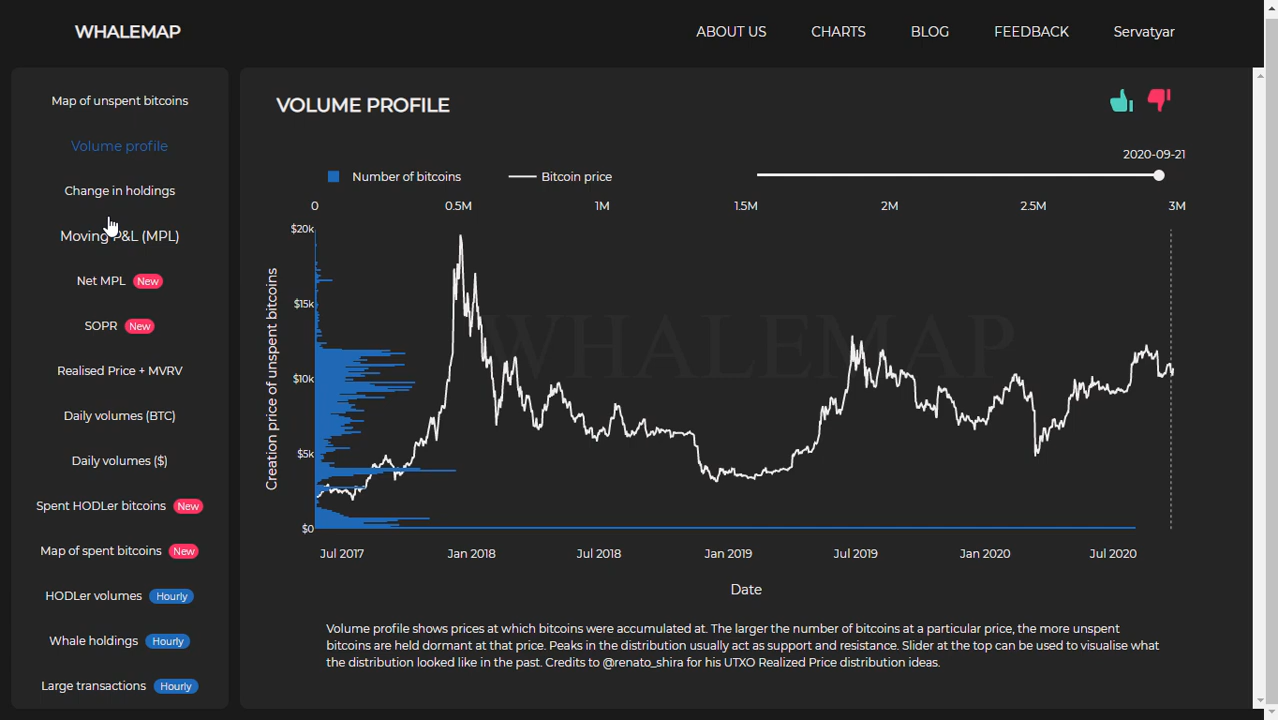 WHALEMAP
ABOUT US
CHARTS
BLOG
FEEDBACK
Servatyar
Map of unspent bitcoins
Volume profile
Change in holdings
Moving P&L (MPL)
Net MPL New
SOPR New
Realised Price + MVRV
Daily volumes (BTC)
Daily volumes ($)
Spent HODLer bitcoins New
Map of spent bitcoins New
HODLer volumes Hourly
Whale holdings Hourly
Large transactions Hourly
VOLUME PROFILE
2020-09-21
Number of bitcoins
Bitcoin price
0 0.5M 1M 1.5M 2M 2.5M 3M
Creation price of unspent bitcoins
$20k
$15k
$10k
$5k
$0
WHALEMAP
Jul 2017 Jan 2018 Jul 2018 Jan 2019 Jul 2019 Jan 2020 Jul 2020
Date
Volume profile shows prices at which bitcoins were accumulated at. The larger the number of bitcoins at a particular price, the more unspent
bitcoins are held dormant at that price. Peaks in the distribution usually act as support and resistance. Slider at the top can be used to visualise what
the distribution looked like in the past. Credits to @renato_shira for his UTXO Realized Price distribution ideas.